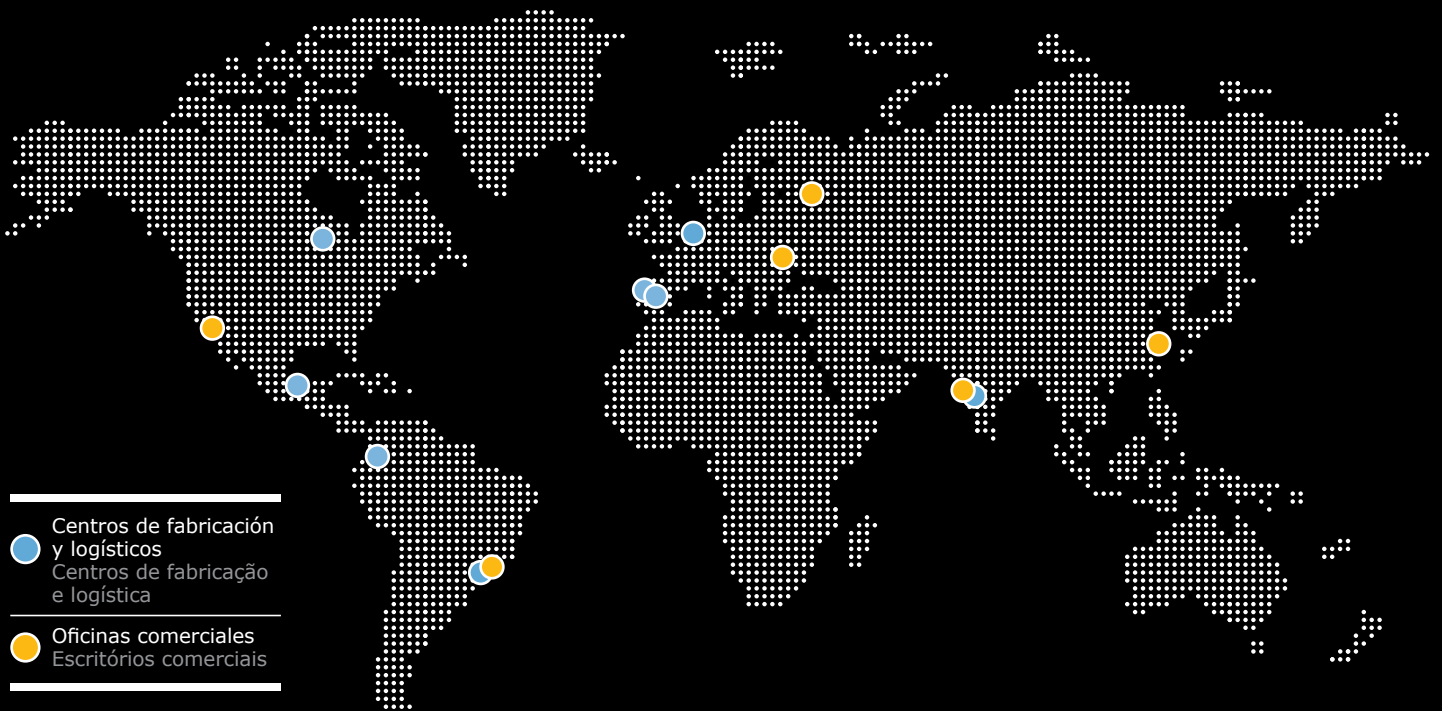 Centros de fabricación
y logísticos
Centros de fabricação
e logística
Oficinas comerciales
Escritórios comerciais